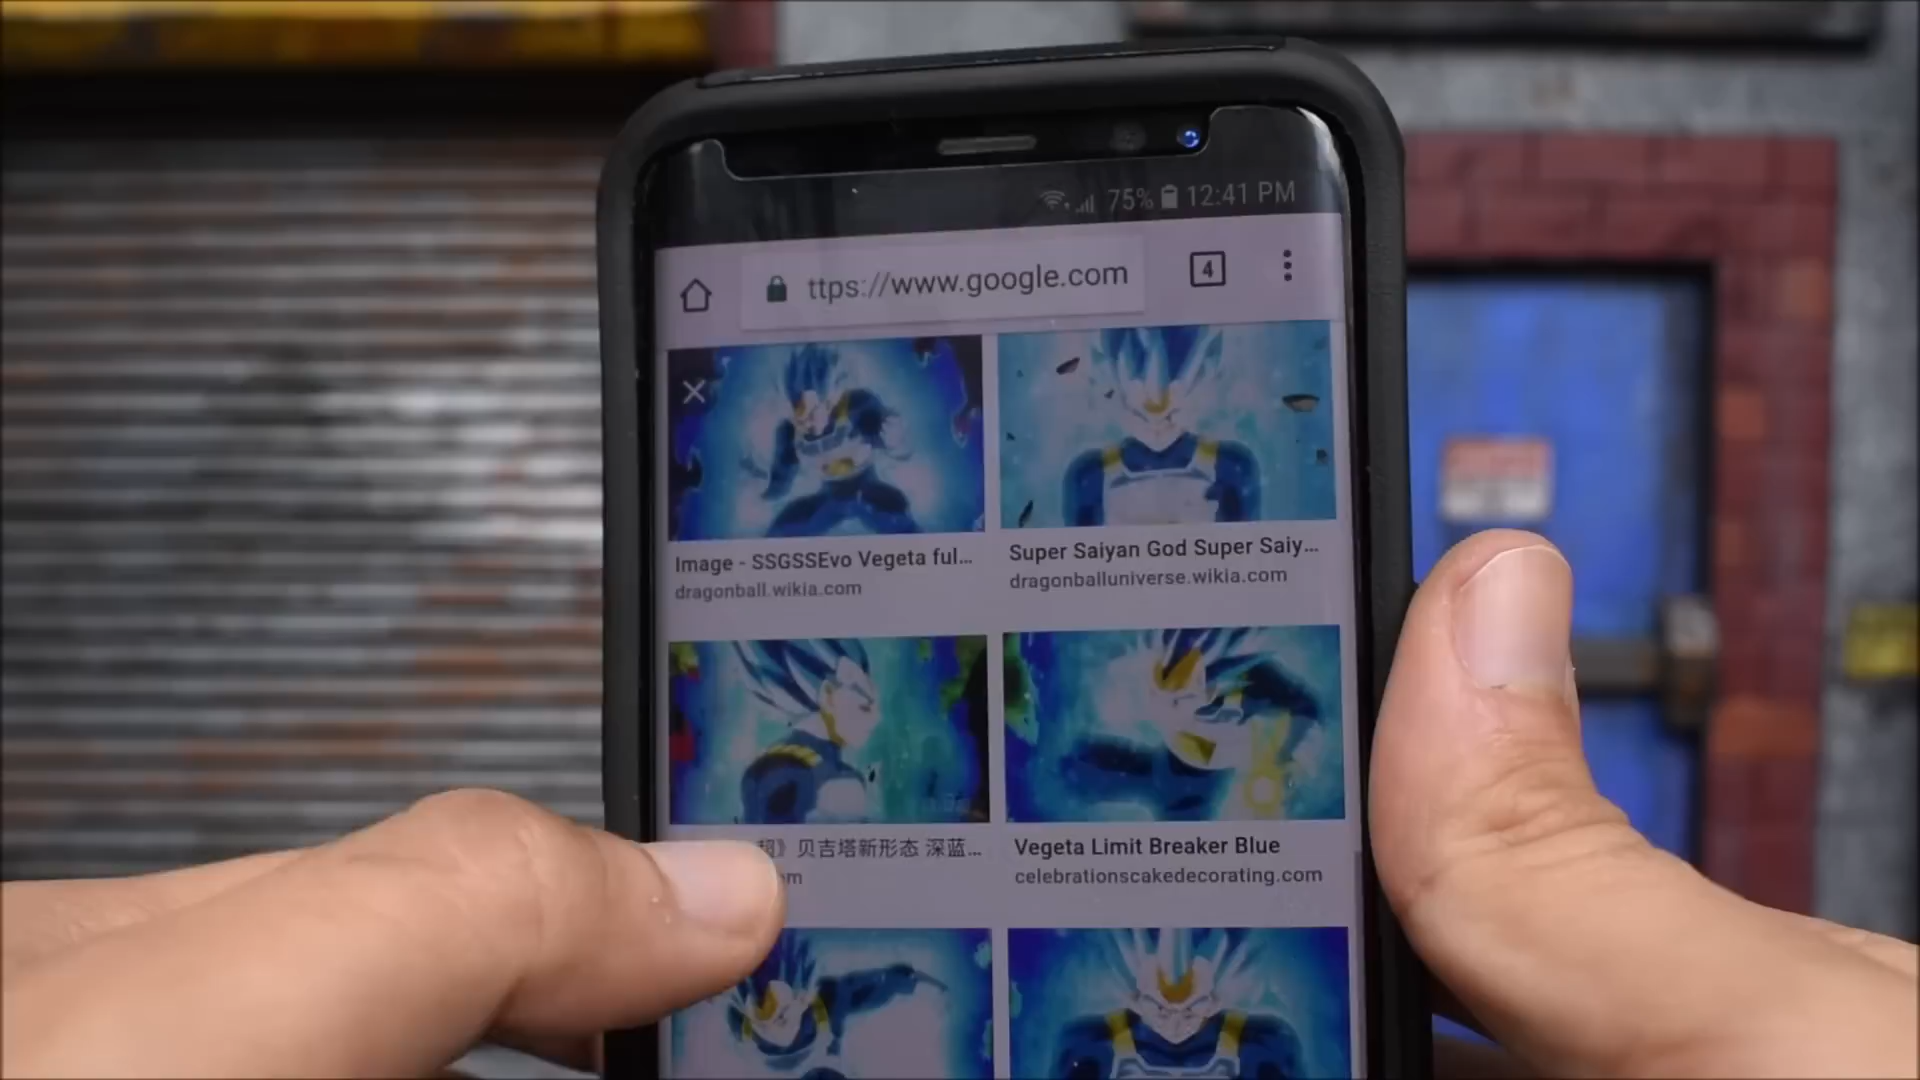 75% 12:41 PM
ttps://www.google.com
4
Image - SSGSSEvo Vegeta ful...
dragonball.wikia.com
Super Saiyan God Super Saiy...
dragonballuniverse.wikia.com
超》贝吉塔新形态 深蓝...
om
Vegeta Limit Breaker Blue
celebrationscakedecorating.com